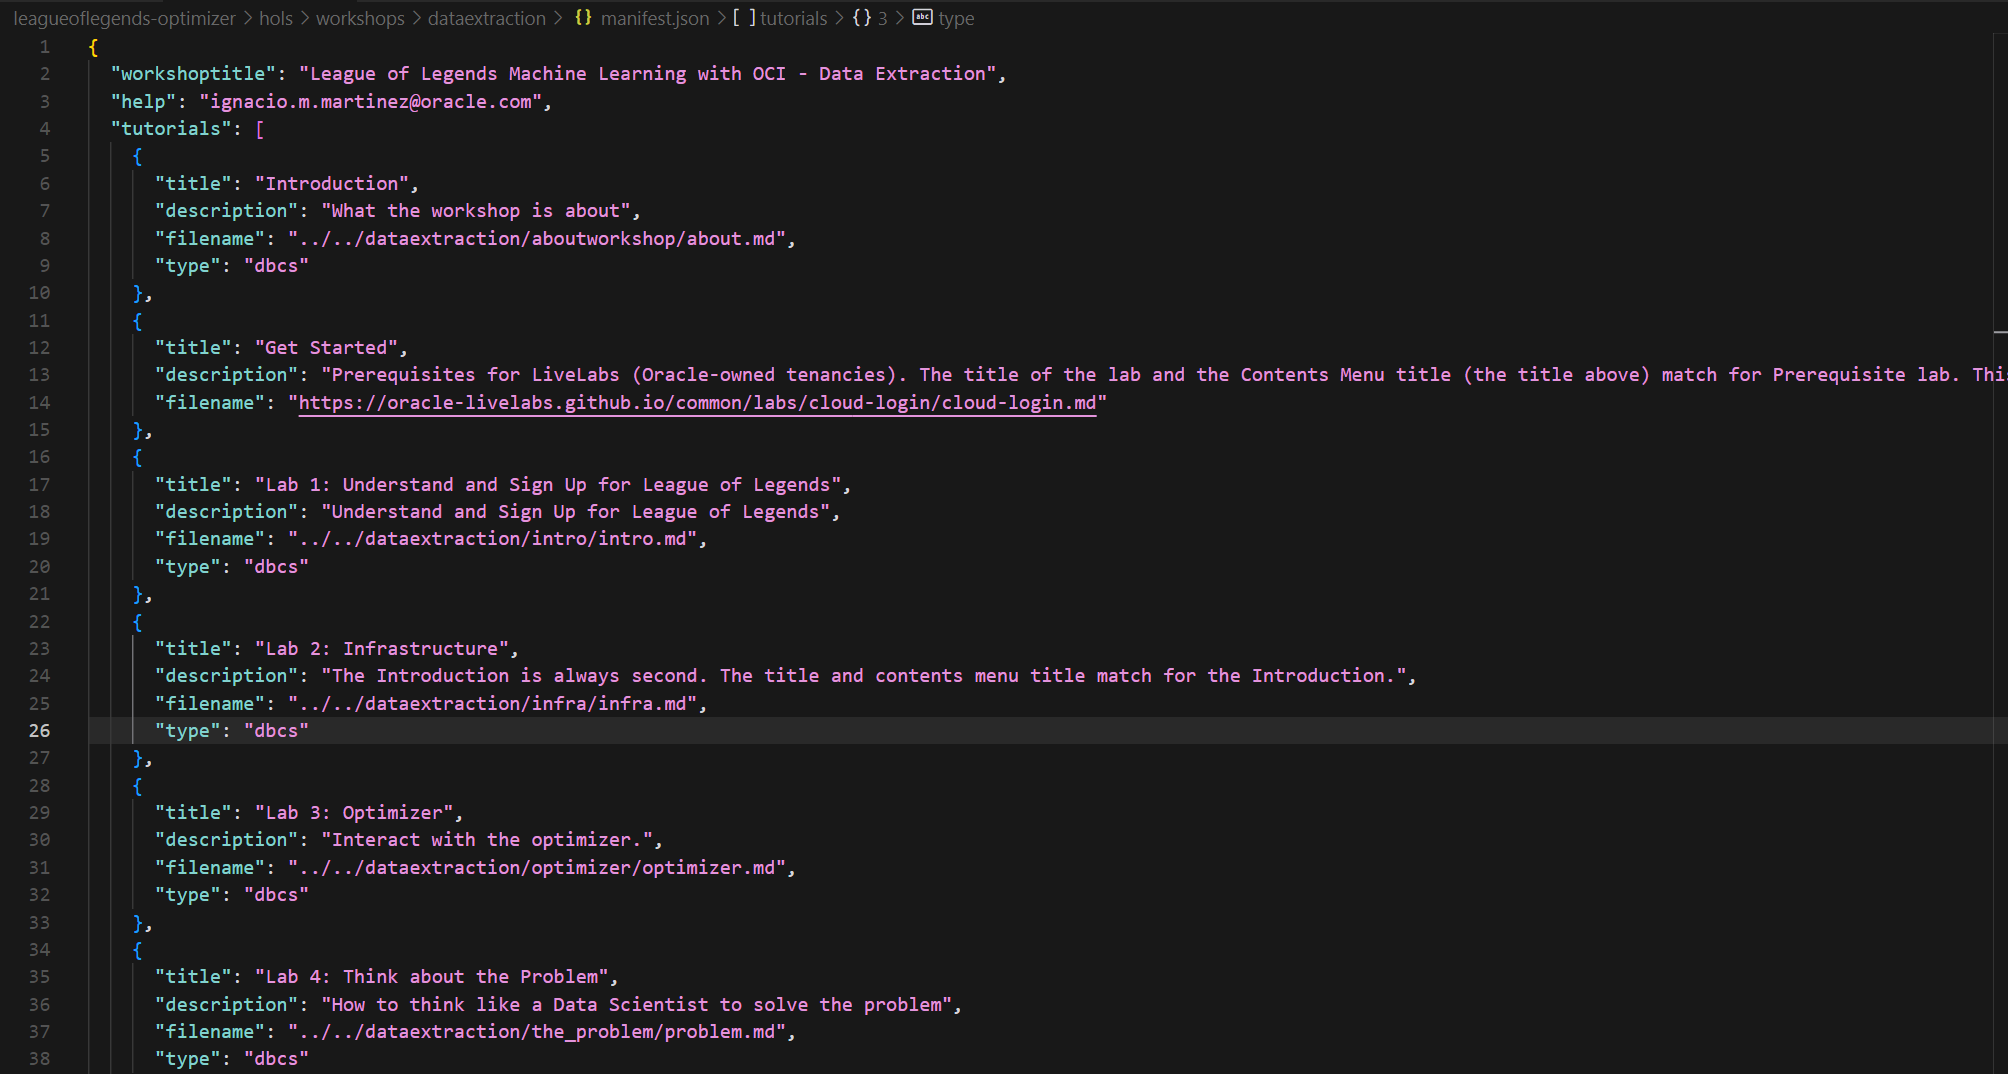 leagueoflegends-optimizer > hols > workshops > dataextraction > {} manifest.json > [ ] tutorials > {} 3 > abc type
1 {
2 "workshoptitle": "League of Legends Machine Learning with OCI - Data Extraction",
3 "help": "ignacio.m.martinez@oracle.com",
4 "tutorials": [
5 {
6 "title": "Introduction",
7 "description": "What the workshop is about",
8 "filename": "../../dataextraction/aboutworkshop/about.md",
9 "type": "dbcs"
10 },
11 {
12 "title": "Get Started",
13 "description": "Prerequisites for LiveLabs (Oracle-owned tenancies). The title of the lab and the Contents Menu title (the title above) match for Prerequisite lab. This
14 "filename": "https://oracle-livelabs.github.io/common/labs/cloud-login/cloud-login.md"
15 },
16 {
17 "title": "Lab 1: Understand and Sign Up for League of Legends",
18 "description": "Understand and Sign Up for League of Legends",
19 "filename": "../../dataextraction/intro/intro.md",
20 "type": "dbcs"
21 },
22 {
23 "title": "Lab 2: Infrastructure",
24 "description": "The Introduction is always second. The title and contents menu title match for the Introduction.",
25 "filename": "../../dataextraction/infra/infra.md",
26 "type": "dbcs"
27 },
28 {
29 "title": "Lab 3: Optimizer",
30 "description": "Interact with the optimizer.",
31 "filename": "../../dataextraction/optimizer/optimizer.md",
32 "type": "dbcs"
33 },
34 {
35 "title": "Lab 4: Think about the Problem",
36 "description": "How to think like a Data Scientist to solve the problem",
37 "filename": "../../dataextraction/the_problem/problem.md",
38 "type": "dbcs"